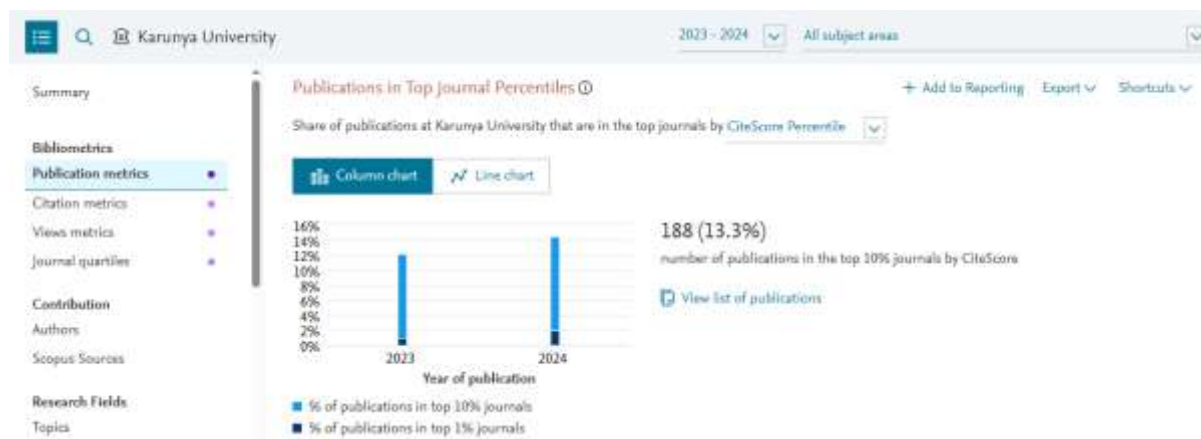 Karunya University
2023 - 2024
All subject areas
Summary
Bibliometrics
Publication metrics
Citation metrics
Views metrics
Journal quartiles
Contribution
Authors
Scopus Sources
Research Fields
Topics
Publications in Top Journal Percentiles
+ Add to Reporting
Export
Shortcuts
Share of publications at Karunya University that are in the top journals by CiteScore Percentile
Column chart
Line chart
16%
14%
12%
10%
8%
6%
4%
2%
0%
2023
2024
Year of publication
% of publications in top 10% journals
% of publications in top 1% journals
188 (13.3%)
number of publications in the top 10% journals by CiteScore
View list of publications